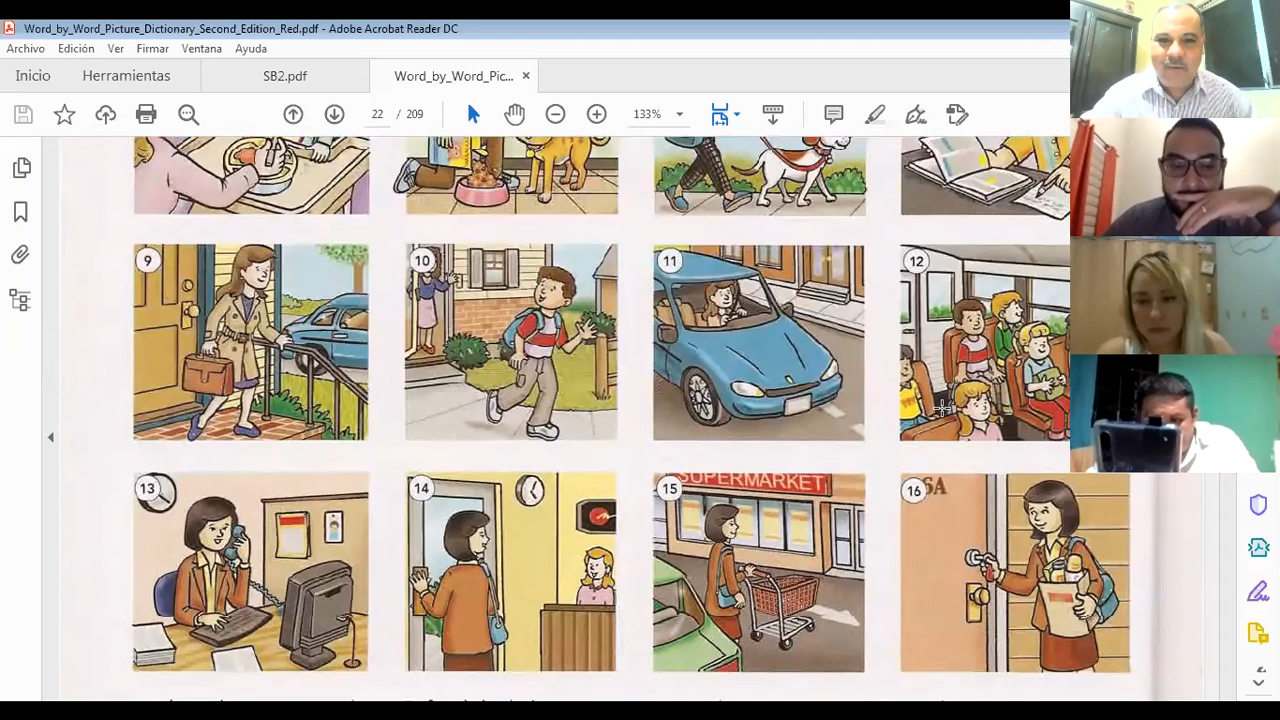 Word_by_Word_Picture_Dictionary_Second_Edition_Red.pdf - Adobe Acrobat Reader DC
Archivo Edición Ver Firmar Ventana Ayuda
Inicio Herramientas SB2.pdf Word_by_Word_Pic... ×
22 / 209 133%
9 10 11 12
13 14 15 16
SUPERMARKET
6A